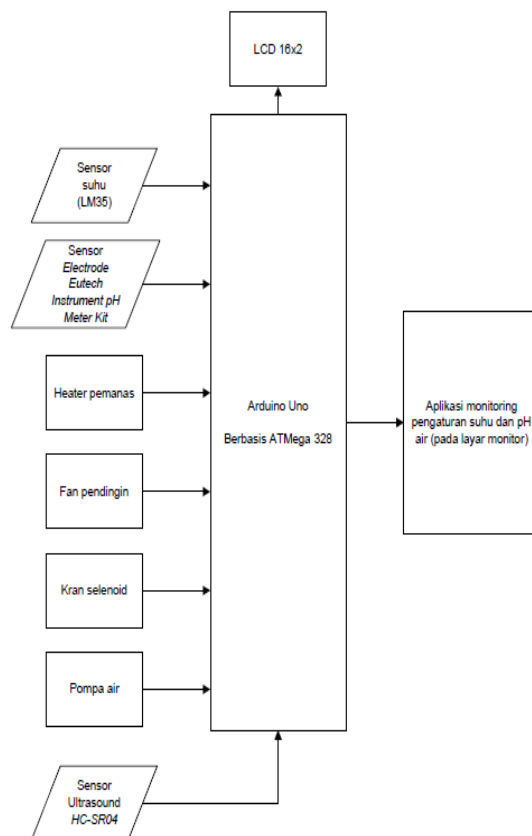 LCD 16x2
Sensor
suhu
(LM35)
Sensor
Electrode
Eutech
Instrument pH
Meter Kit
Heater pemanas
Fan pendingin
Kran selenoid
Pompa air
Sensor
Ultrasound
HC-SR04
Arduino Uno
Berbasis ATMega 328
Aplikasi monitoring
pengaturan suhu dan pH
air (pada layar monitor)